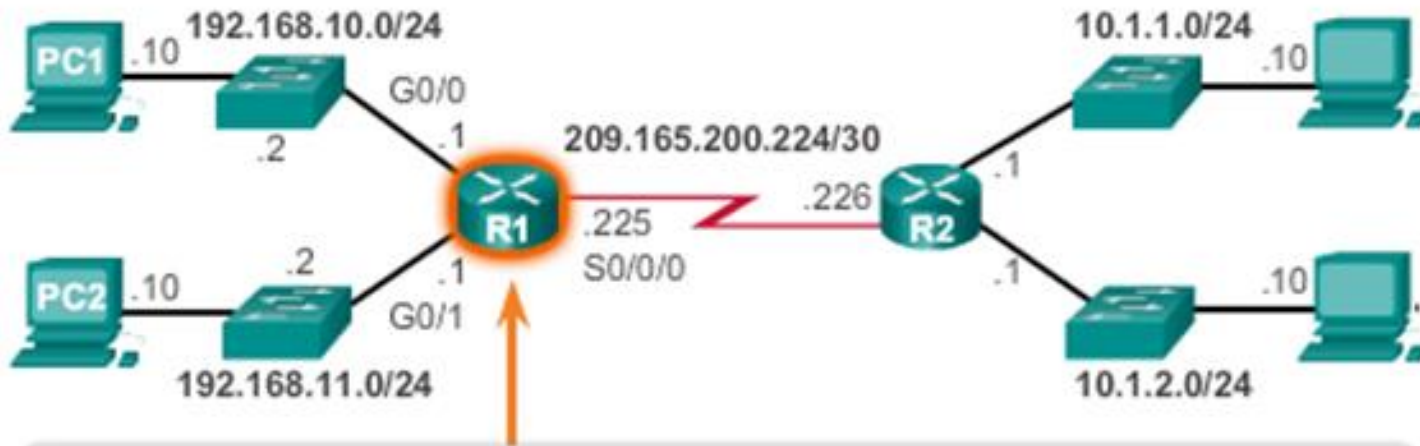 192.168.10.0/24
10.1.1.0/24
PC1
.10
.10
G0/0
.2
.1
209.165.200.224/30
.1
R1
.225
.226
R2
S0/0/0
PC2
.10
.2
.1
G0/1
.1
.10
192.168.11.0/24
10.1.2.0/24